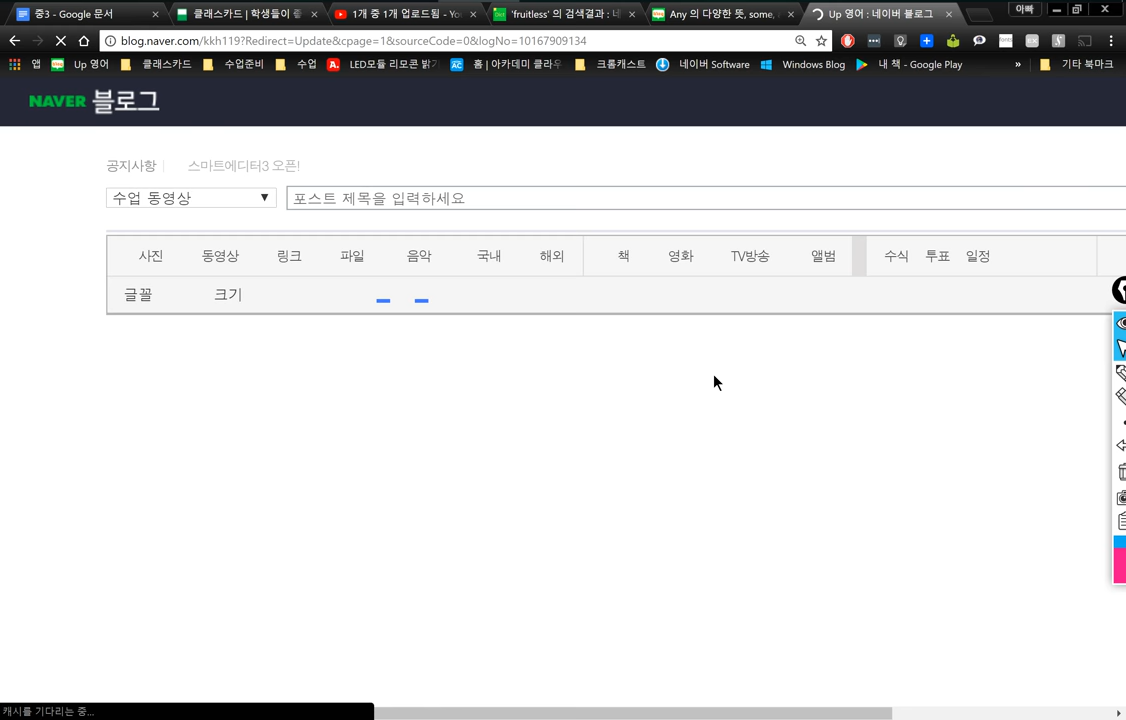 중3 - Google 문서
클래스카드 | 학생들이 좋
1개 중 1개 업로드됨 - You
'fruitless' 의 검색결과 : 네
Any 의 다양한 뜻, some,
Up 영어 : 네이버 블로그
아빠
blog.naver.com/kkh119?Redirect=Update&cpage=1&sourceCode=0&logNo=10167909134
앱 Up 영어 클래스카드 수업준비 수업 LED모듈 리모콘 밝기 홈 | 아카데미 클라우 크롬캐스트 네이버 Software Windows Blog 내 책 - Google Play » 기타 북마크
NAVER 블로그
공지사항 스마트에디터3 오픈!
수업 동영상 포스트 제목을 입력하세요
사진 동영상 링크 파일 음악 국내 해외 책 영화 TV방송 앨범 수식 투표 일정
글꼴 크기
캐시를 기다리는 중...